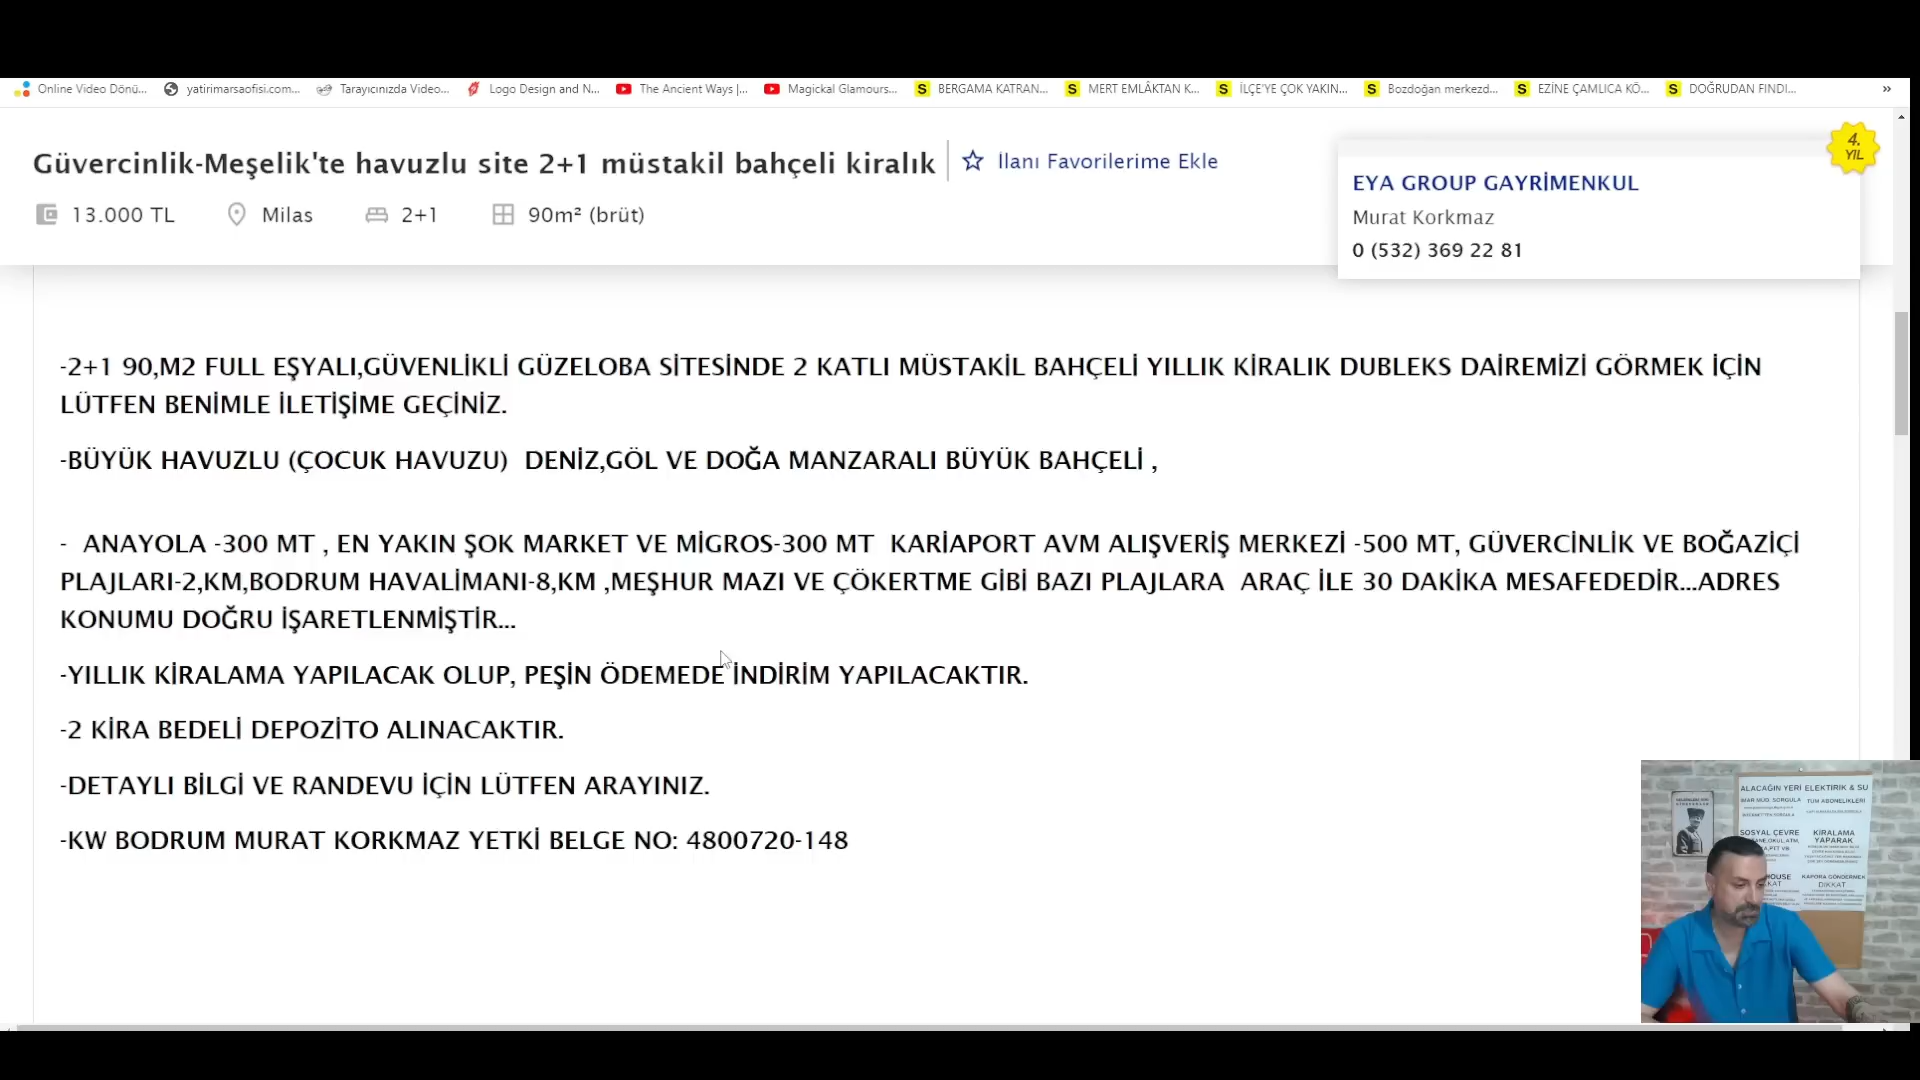 Online Video Dönü...
yatirimarsaofisi.com...
Tarayıcınızda Video...
Logo Design and N...
The Ancient Ways |...
Magickal Glamours...
BERGAMA KATRAN...
MERT EMLÂKTAN K...
İLÇE'YE ÇOK YAKIN...
Bozdoğan merkezd...
EZİNE ÇAMLICA KÖ...
DOĞRUDAN FINDI...
»
Güvercinlik-Meşelik'te havuzlu site 2+1 müstakil bahçeli kiralık
İlanı Favorilerime Ekle
13.000 TL
Milas
2+1
90m² (brüt)
4.
YIL
EYA GROUP GAYRİMENKUL
Murat Korkmaz
0 (532) 369 22 81
-2+1 90,M2 FULL EŞYALI,GÜVENLİKLİ GÜZELOBA SİTESİNDE 2 KATLI MÜSTAKİL BAHÇELİ YILLIK KİRALIK DUBLEKS DAİREMİZİ GÖRMEK İÇİN
LÜTFEN BENİMLE İLETİŞİME GEÇİNİZ.
-BÜYÜK HAVUZLU (ÇOCUK HAVUZU) DENİZ,GÖL VE DOĞA MANZARALI BÜYÜK BAHÇELİ ,
- ANAYOLA -300 MT , EN YAKIN ŞOK MARKET VE MİGROS-300 MT KARİAPORT AVM ALIŞVERİŞ MERKEZİ -500 MT, GÜVERCİNLİK VE BOĞAZİÇİ
PLAJLARI-2,KM,BODRUM HAVALİMANI-8,KM ,MEŞHUR MAZI VE ÇÖKERTME GİBİ BAZI PLAJLARA ARAÇ İLE 30 DAKİKA MESAFEDEDİR...ADRES
KONUMU DOĞRU İŞARETLENMİŞTİR...
-YILLIK KİRALAMA YAPILACAK OLUP, PEŞİN ÖDEMEDE İNDİRİM YAPILACAKTIR.
-2 KİRA BEDELİ DEPOZİTO ALINACAKTIR.
-DETAYLI BİLGİ VE RANDEVU İÇİN LÜTFEN ARAYINIZ.
-KW BODRUM MURAT KORKMAZ YETKİ BELGE NO: 4800720-148
ALACAĞIN YERİ ELEKTIRIK & SU
IMAR MÜD. SORGULA TÜM ABONELİKLERİ
SOSYAL ÇEVRE
KİRALAMA
YAPARAK
KAPORA GÖNDERMEK
DIKKAT